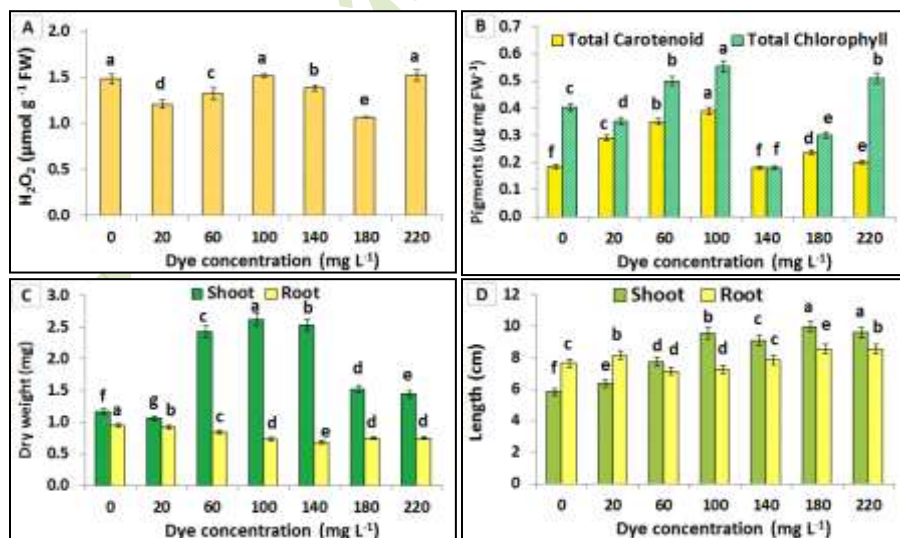 A
H₂O₂ (µmol g⁻¹ FW)
2.0
1.5
1.0
0.5
0.0
a d c a b e a
0 20 60 100 140 180 220
Dye concentration (mg L⁻¹)
B
Total Carotenoid Total Chlorophyll
Pigments (µg mg FW⁻¹)
0.7
0.6
0.5
0.4
0.3
0.2
0.1
0.0
f c c d b b a a f f d e e b
0 20 60 100 140 180 220
Dye concentration (mg L⁻¹)
C
Shoot Root
Dry weight (mg)
3.0
2.5
2.0
1.5
1.0
0.5
0.0
f a g b c c a d b e d d e d
0 20 60 100 140 180 220
Dye concentration (mg L⁻¹)
D
Shoot Root
Length (cm)
12
10
8
6
4
2
0
f c e b d d b d c c a e a b
0 20 60 100 140 180 220
Dye concentration (mg L⁻¹)